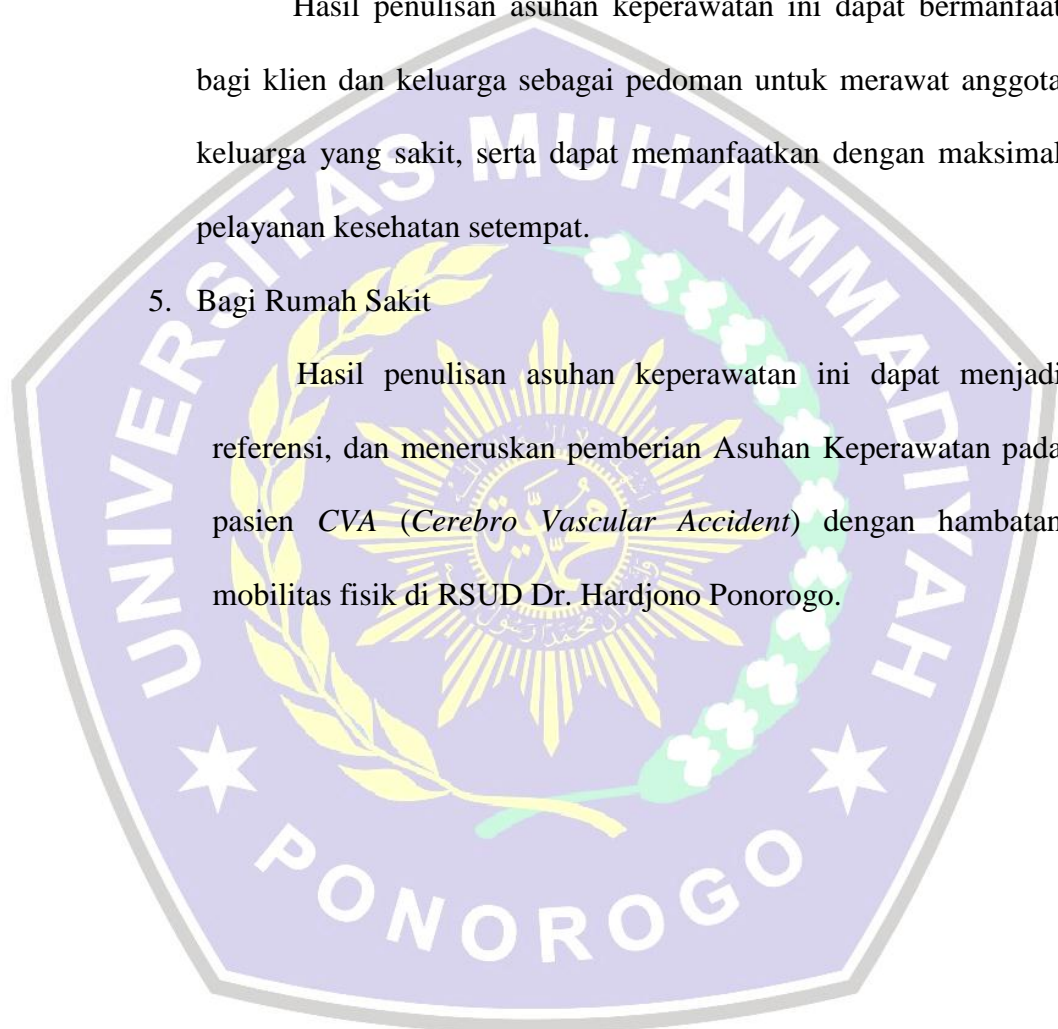 Hasil penulisan asuhan keperawatan ini dapat bermanfaat
bagi klien dan keluarga sebagai pedoman untuk merawat anggota
keluarga yang sakit, serta dapat memanfaatkan dengan maksimal
pelayanan kesehatan setempat.
5. Bagi Rumah Sakit
Hasil penulisan asuhan keperawatan ini dapat menjadi
referensi, dan meneruskan pemberian Asuhan Keperawatan pada
pasien CVA (Cerebro Vascular Accident) dengan hambatan
mobilitas fisik di RSUD Dr. Hardjono Ponorogo.
UNIVERSITAS MUHAMMADIYAH
PONOROGO